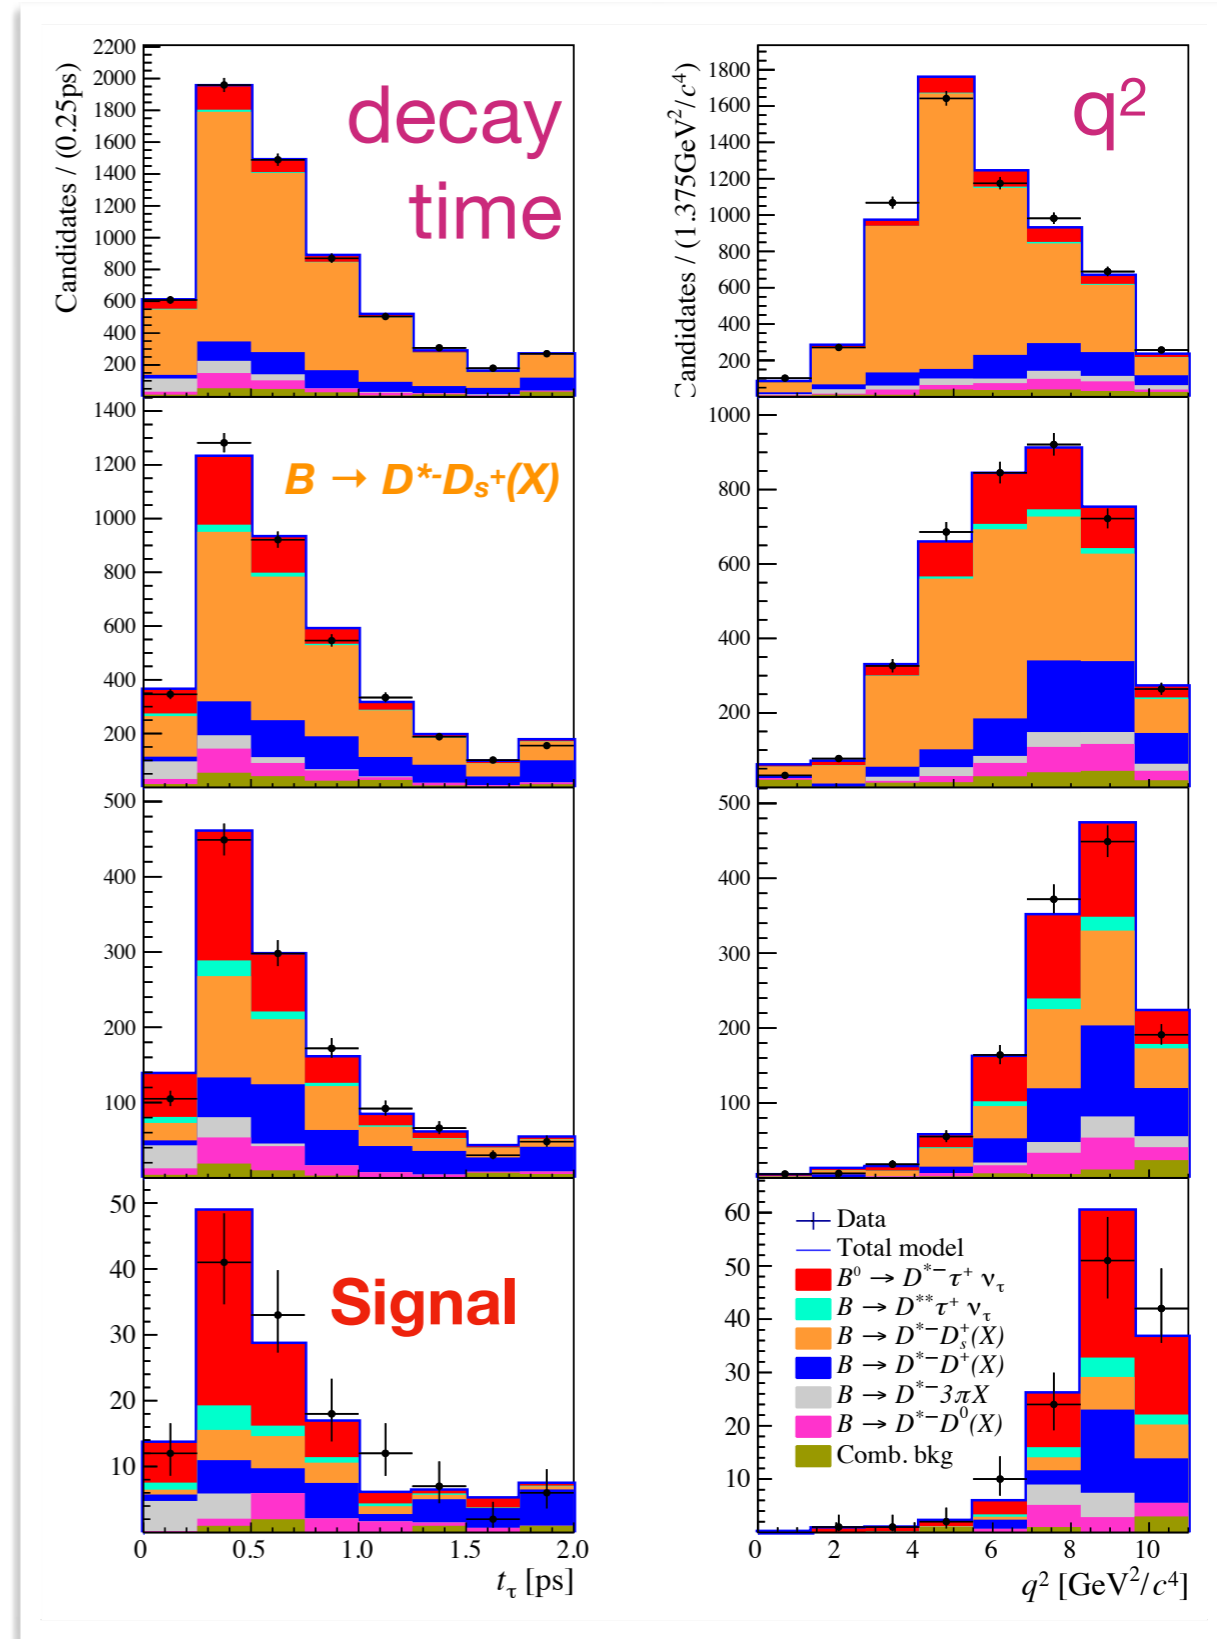 2200
2000
1800
1600
1400
1200
1000
800
600
400
200
Candidates / (0.25ps)
decay
time
1800
1600
1400
1200
1000
800
600
400
200
Candidates / (1.375GeV²/c⁴)
q²
1400
1200
1000
800
600
400
200
B → D*-Dₛ+(X)
1000
800
600
400
200
500
400
300
200
100
500
400
300
200
100
50
40
30
20
10
Signal
0 0.5 1.0 1.5 2.0
t_τ [ps]
60
50
40
30
20
10
Data
Total model
B⁰ → D*⁻ τ⁺ ν_τ
B → D** τ⁺ ν_τ
B → D*⁻ Dₛ⁺(X)
B → D*⁻ D⁺(X)
B → D*⁻ 3πX
B → D*⁻ D⁰(X)
Comb. bkg
0 2 4 6 8 10
q² [GeV²/c⁴]